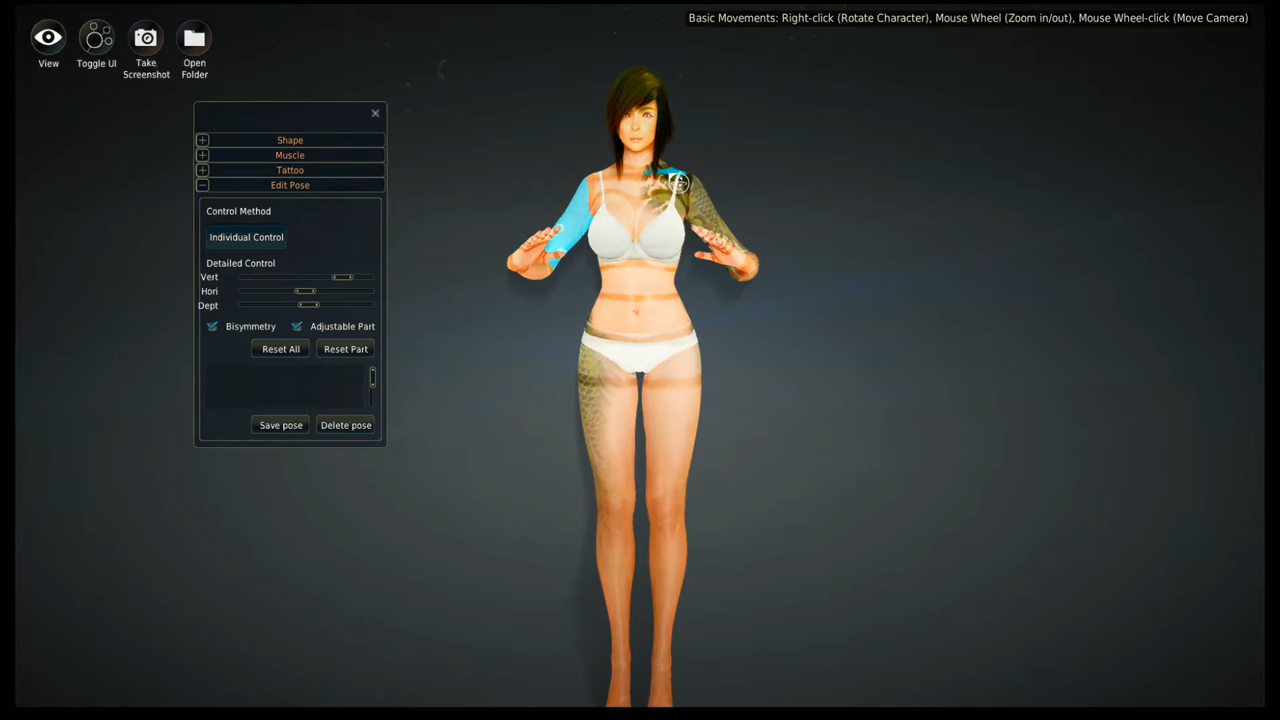 Basic Movements: Right-click (Rotate Character), Mouse Wheel (Zoom in/out), Mouse Wheel-click (Move Camera)
View
Toggle UI
Take Screenshot
Open Folder
Shape
Muscle
Tattoo
Edit Pose
Control Method
Individual Control
Detailed Control
Vert
Hori
Dept
Bisymmetry Adjustable Part
Reset All Reset Part
Save pose Delete pose